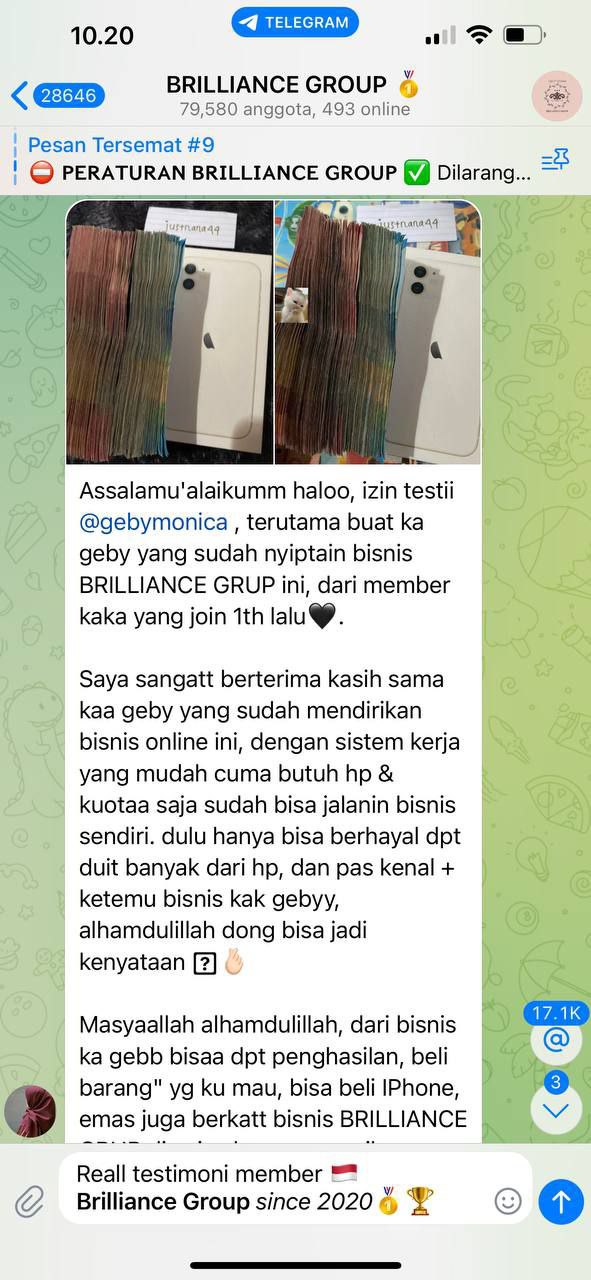 10.20
TELEGRAM
28646
BRILLIANCE GROUP 🏅
79,580 anggota, 493 online
Pesan Tersemat #9
⛔ PERATURAN BRILLIANCE GROUP ✅ Dilarang...
justnana44
justnana44
Assalamu'alaikumm haloo, izin testii
@gebymonica , terutama buat ka
geby yang sudah nyiptain bisnis
BRILLIANCE GRUP ini, dari member
kaka yang join 1th lalu🖤.
Saya sangatt berterima kasih sama
kaa geby yang sudah mendirikan
bisnis online ini, dengan sistem kerja
yang mudah cuma butuh hp &
kuotaa saja sudah bisa jalanin bisnis
sendiri. dulu hanya bisa berhayal dpt
duit banyak dari hp, dan pas kenal +
ketemu bisnis kak gebyy,
alhamdulillah dong bisa jadi
kenyataan ⍰🫰🏻
Masyaallah alhamdulillah, dari bisnis
ka gebb bisaa dpt penghasilan, beli
barang" yg ku mau, bisa beli IPhone,
emas juga berkatt bisnis BRILLIANCE
17.1K
@
3
Reall testimoni member 🇮🇩
Brilliance Group since 2020🏅🏆